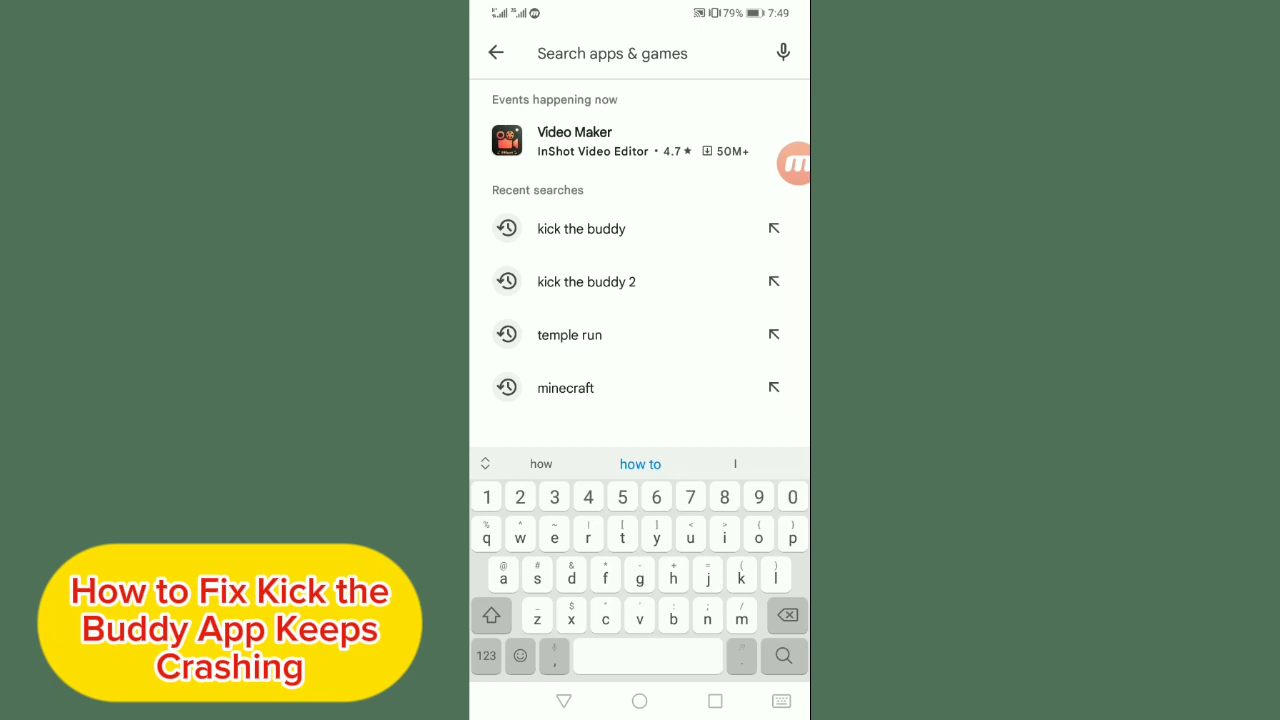 79% 7:49
Search apps & games
Events happening now
Video Maker
InShot Video Editor • 4.7★ 50M+
Recent searches
kick the buddy
kick the buddy 2
temple run
minecraft
how how to I
1 2 3 4 5 6 7 8 9 0
% ^ ~ | [ ] < > { }
q w e r t y u i o p
@ # & * - + = ( )
a s d f g h j k l
_ $ " ' : ; /
z x c v b n m
123 , .
How to Fix Kick the
Buddy App Keeps
Crashing